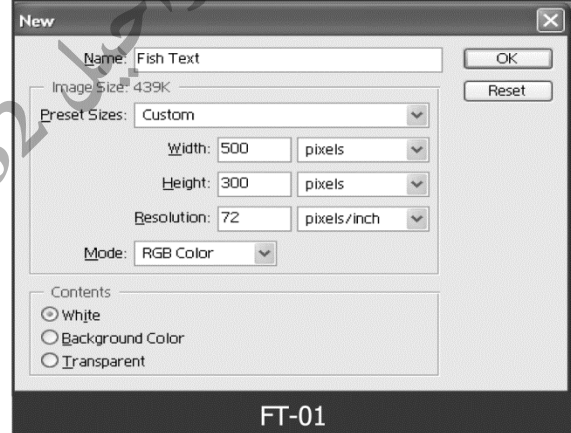 New
Name: Fish Text
OK
Image Size: 439K
Reset
Preset Sizes: Custom
Width: 500 pixels
Height: 300 pixels
Resolution: 72 pixels/inch
Mode: RGB Color
Contents
White
Background Color
Transparent
FT-01